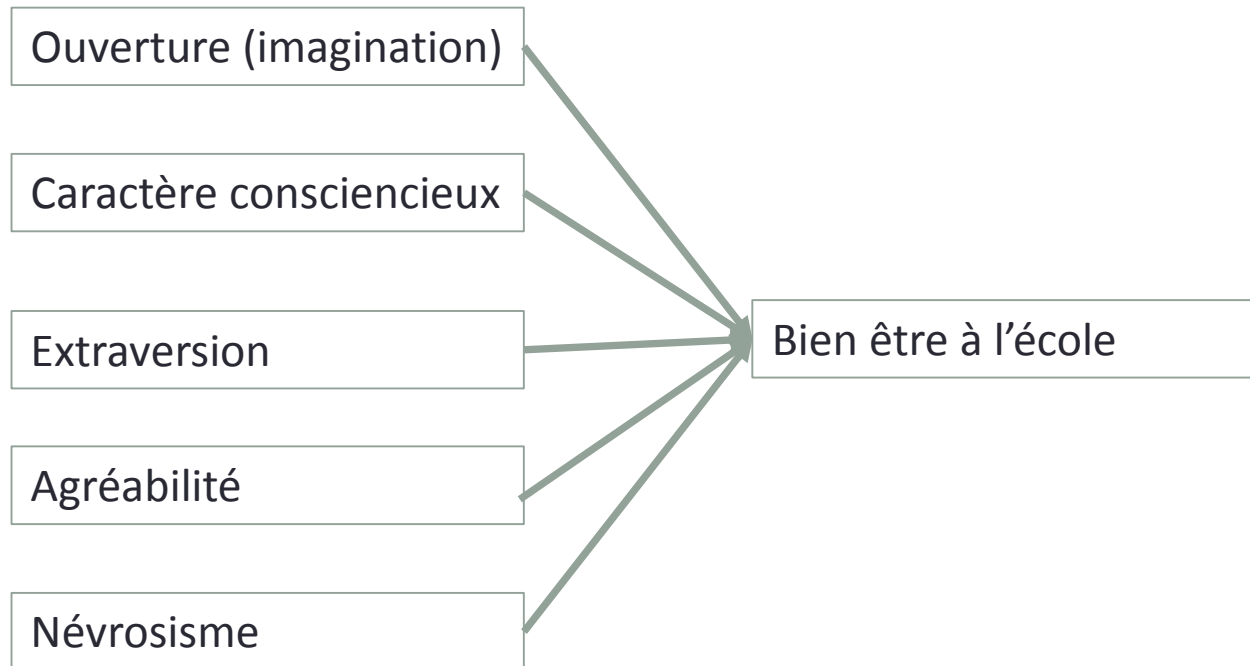 Ouverture (imagination)
Caractère consciencieux
Extraversion
Bien être à l’école
Agréabilité
Névrosisme